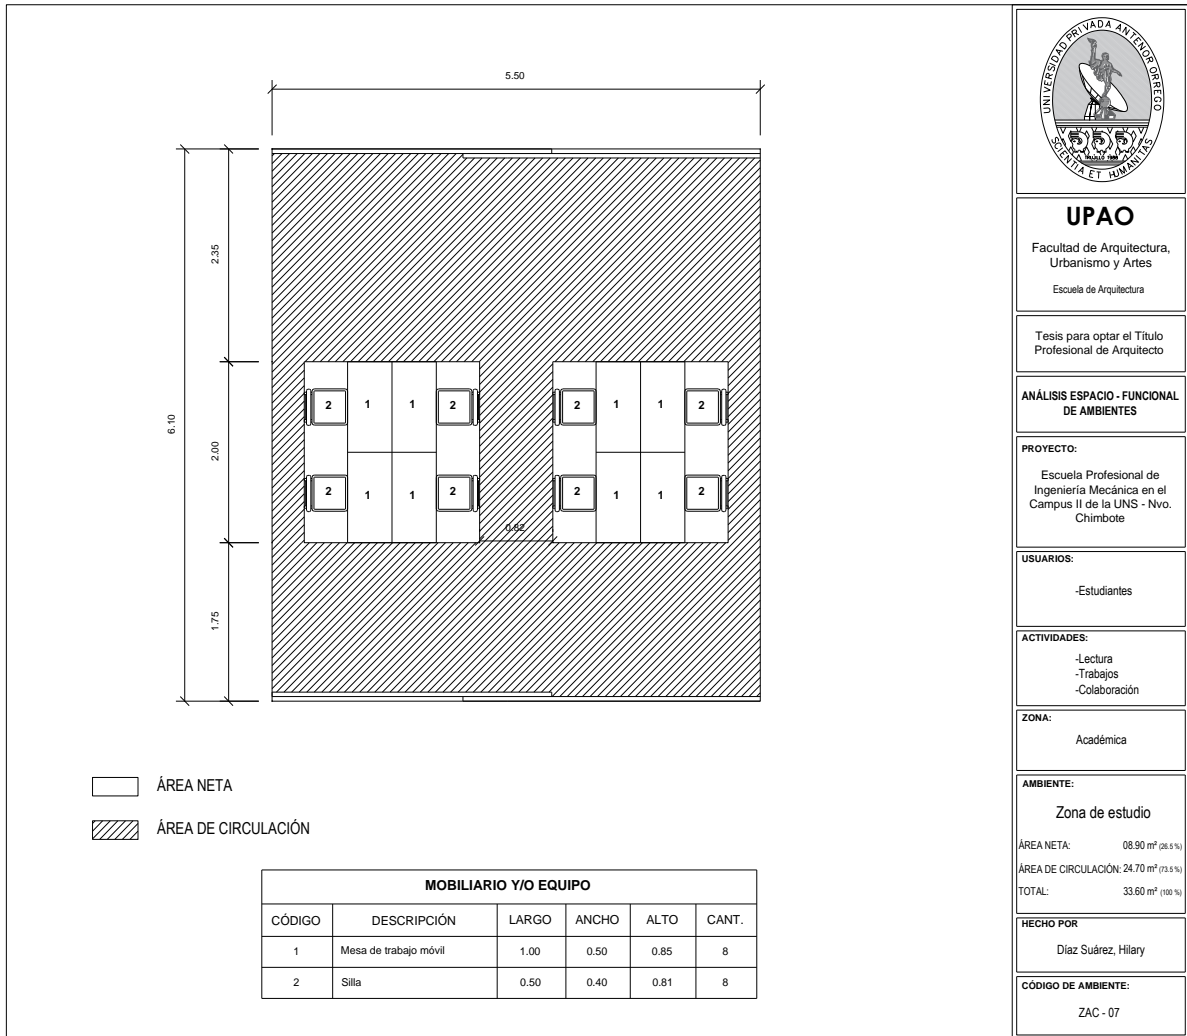 5.50
2.35
6.10
2.00
1.75
2 1 1 2 2 1 1 2
2 1 1 2 2 1 1 2
0.82
ÁREA NETA
ÁREA DE CIRCULACIÓN
MOBILIARIO Y/O EQUIPO
CÓDIGO DESCRIPCIÓN LARGO ANCHO ALTO CANT.
1 Mesa de trabajo móvil 1.00 0.50 0.85 8
2 Silla 0.50 0.40 0.81 8
UNIVERSIDAD PRIVADA ANTENOR ORREGO
TRUJILLO 1988
SCIENTIA ET HUMANITAS
UPAO
Facultad de Arquitectura,
Urbanismo y Artes
Escuela de Arquitectura
Tesis para optar el Título
Profesional de Arquitecto
ANÁLISIS ESPACIO - FUNCIONAL
DE AMBIENTES
PROYECTO:
Escuela Profesional de
Ingeniería Mecánica en el
Campus II de la UNS - Nvo.
Chimbote
USUARIOS:
-Estudiantes
ACTIVIDADES:
-Lectura
-Trabajos
-Colaboración
ZONA:
Académica
AMBIENTE:
Zona de estudio
ÁREA NETA: 08.90 m² (26.5 %)
ÁREA DE CIRCULACIÓN: 24.70 m² (73.5 %)
TOTAL: 33.60 m² (100 %)
HECHO POR
Díaz Suárez, Hilary
CÓDIGO DE AMBIENTE:
ZAC - 07